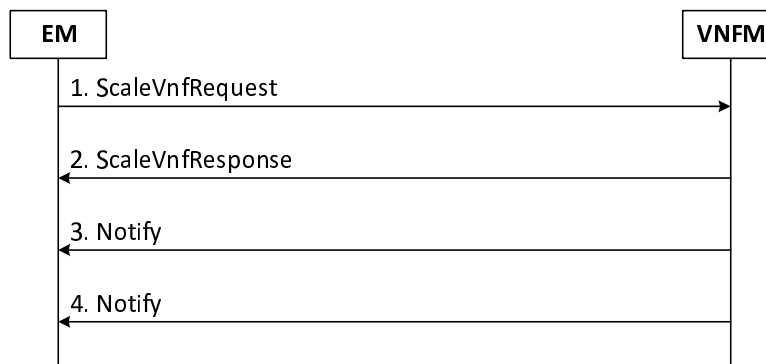 EM
VNFM
1. ScaleVnfRequest
2. ScaleVnfResponse
3. Notify
4. Notify